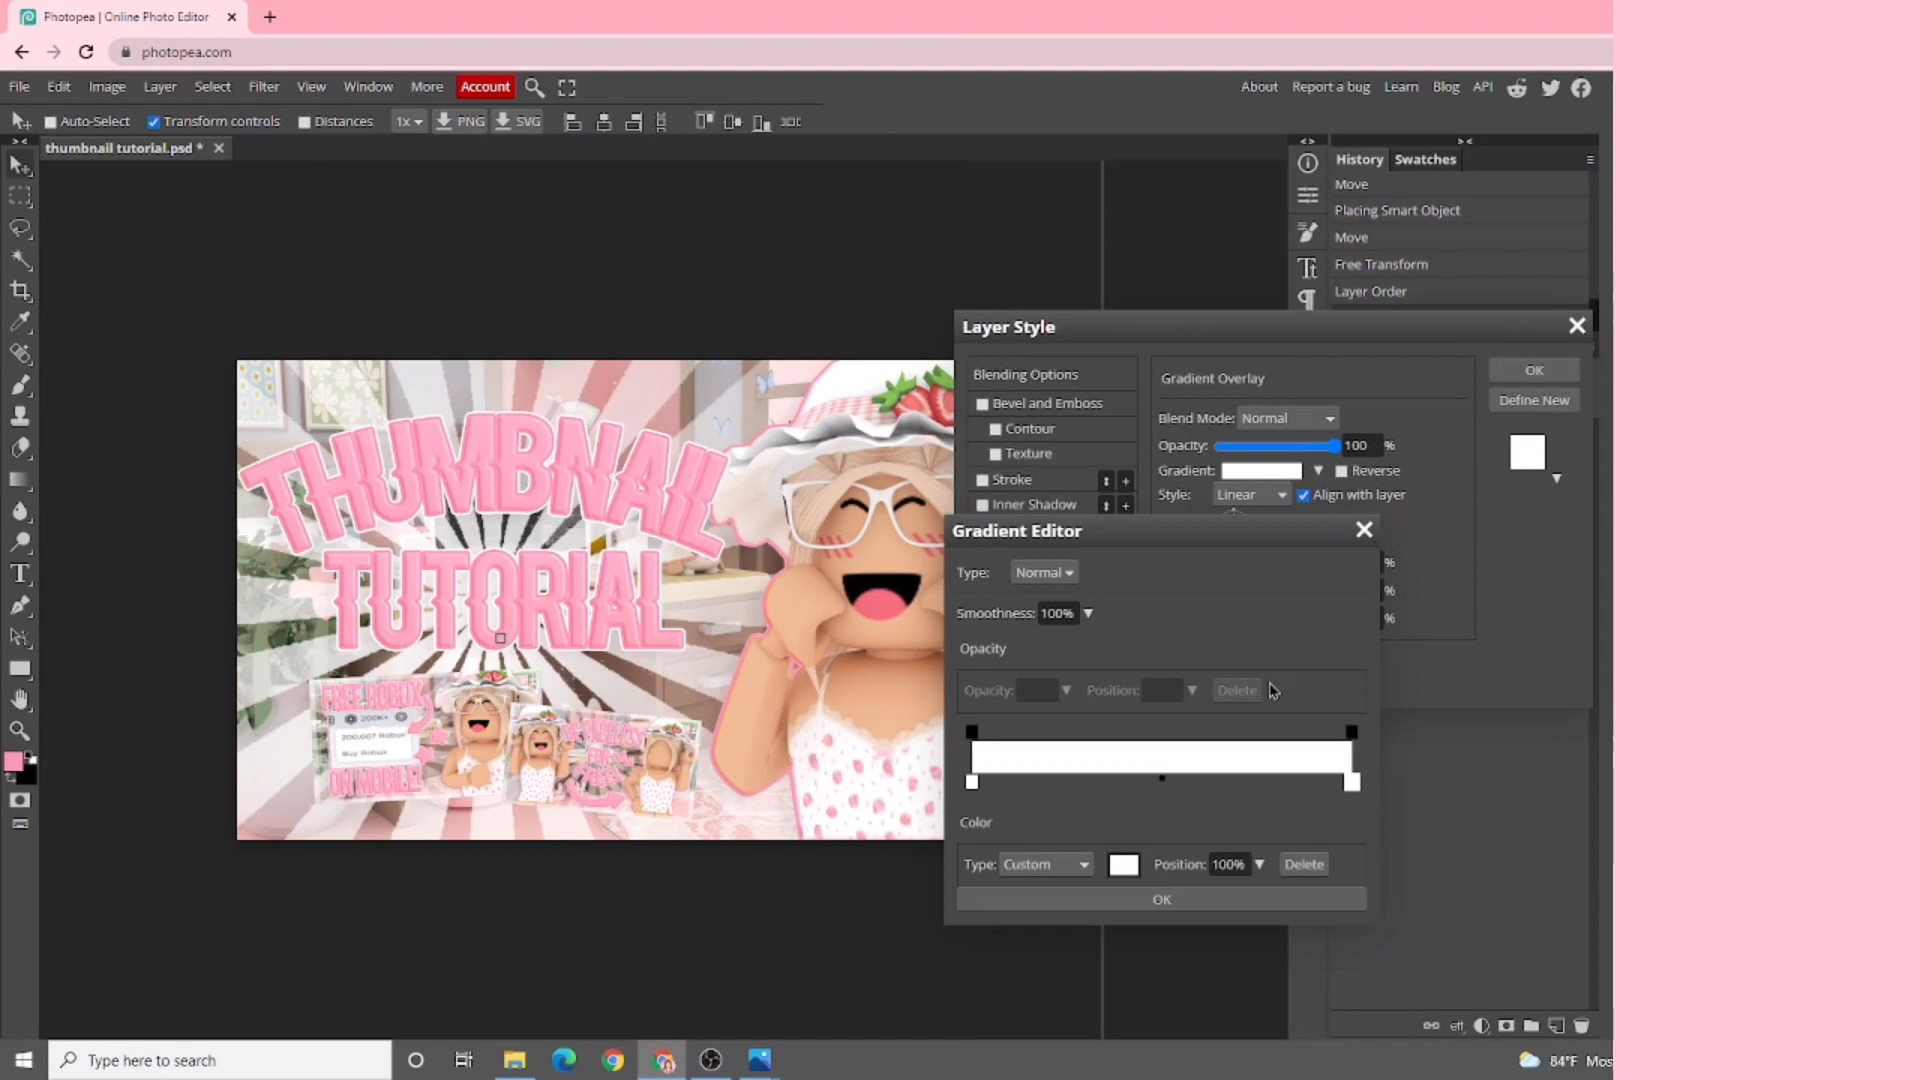 Photopea | Online Photo Editor
photopea.com
File Edit Image Layer Select Filter View Window More Account
About Report a bug Learn Blog API
Auto-Select Transform controls Distances 1x PNG SVG
thumbnail tutorial.psd *
History Swatches
Move
Placing Smart Object
Move
Free Transform
Layer Order
Layer Style
Blending Options
Bevel and Emboss
Contour
Texture
Stroke
Inner Shadow
Gradient Overlay
Blend Mode: Normal
Opacity: 100 %
Gradient: Reverse
Style: Linear Align with layer
%
%
%
OK
Define New
Gradient Editor
Type: Normal
Smoothness: 100%
Opacity
Opacity: Position: Delete
Color
Type: Custom Position: 100% Delete
OK
THUMBNAIL
TUTORIAL
FREE ROBUX
200K+
200,007 Robux
Buy Robux
ON MOBILE!
FOR
eff
Type here to search
84°F Mos